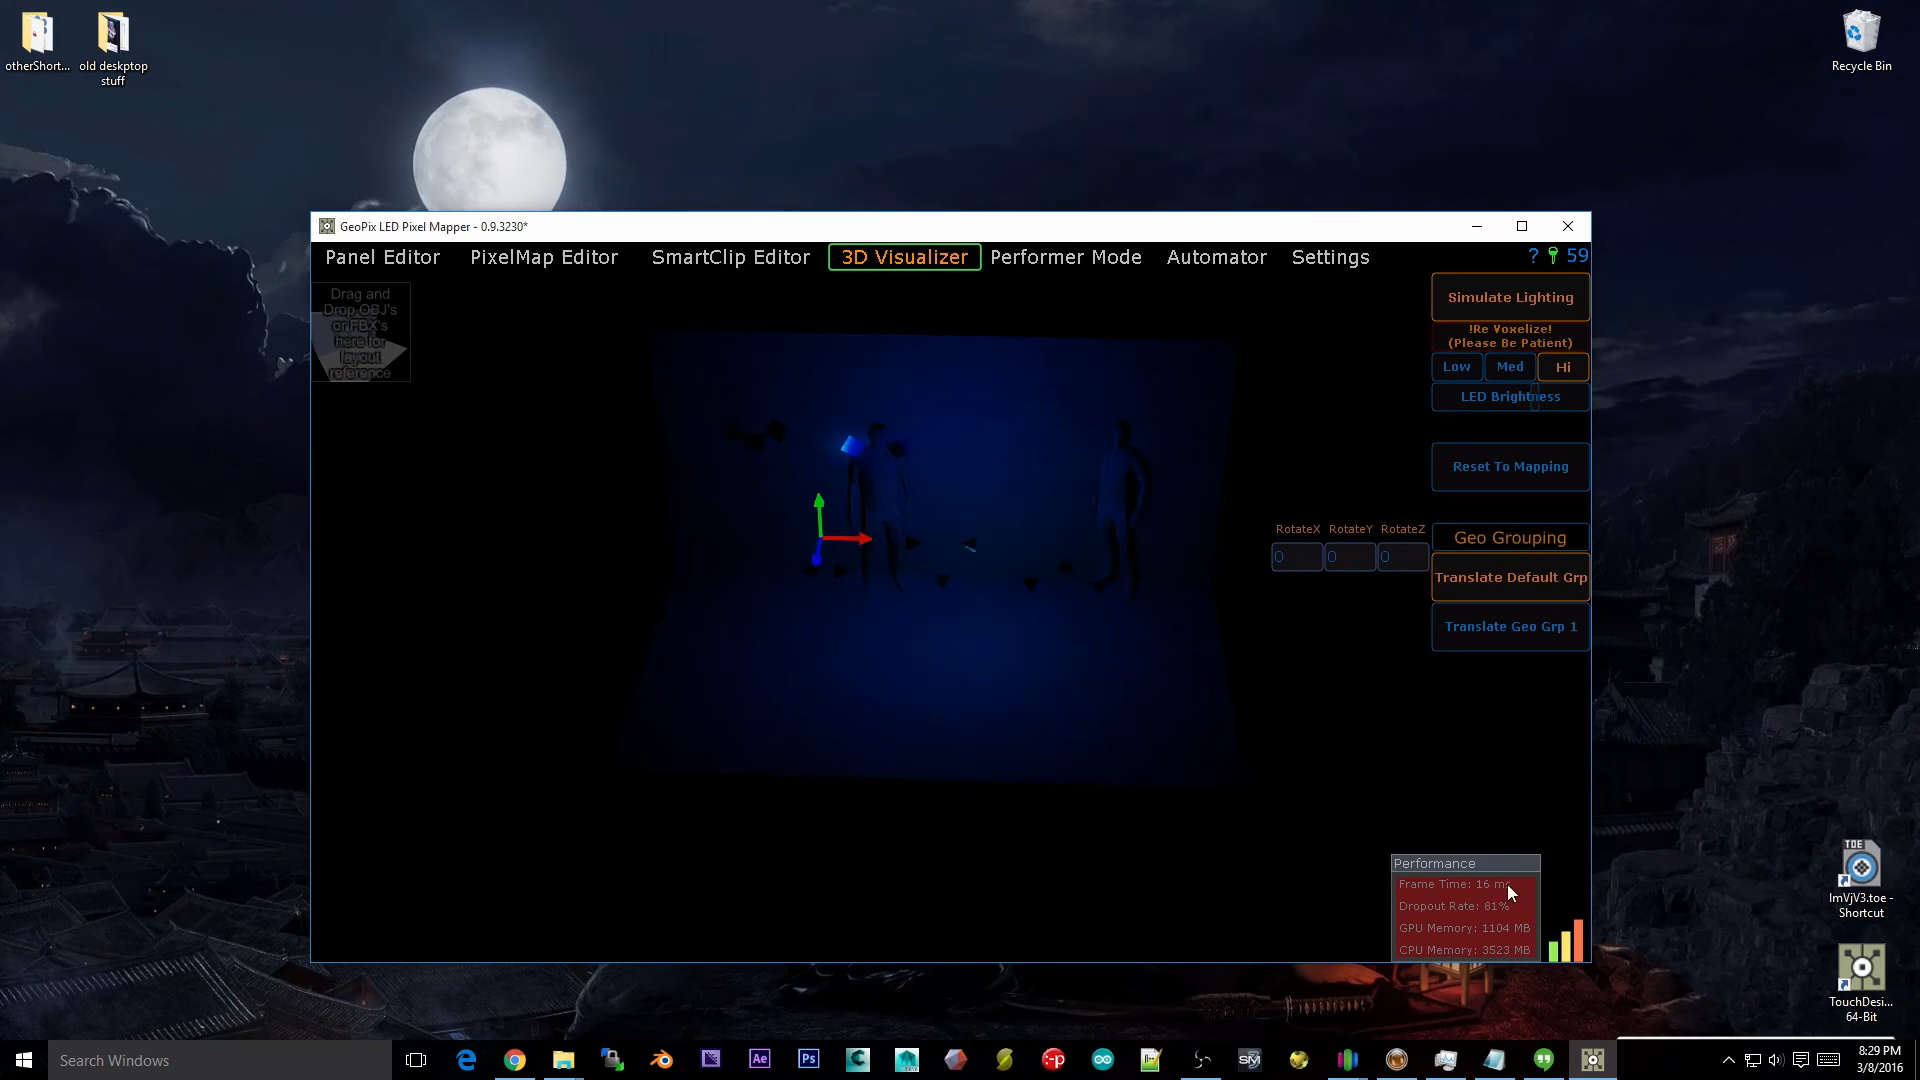 otherShort...
old deskptop
stuff
Recycle Bin
GeoPix LED Pixel Mapper - 0.9.3230*
Panel Editor
PixelMap Editor
SmartClip Editor
3D Visualizer
Performer Mode
Automator
Settings
? 59
Drag and
Drop OBJ's
or FBX's
here for
layout
reference
Simulate Lighting
!Re Voxelize!
(Please Be Patient)
Low
Med
Hi
LED Brightness
Reset To Mapping
RotateX
RotateY
RotateZ
0
0
0
Geo Grouping
Translate Default Grp
Translate Geo Grp 1
Performance
Frame Time: 16 ms
Dropout Rate: 81%
GPU Memory: 1104 MB
CPU Memory: 3523 MB
TOE
ImVjV3.toe -
Shortcut
TouchDesi...
64-Bit
Search Windows
Ae
Ps
:-p
SM
8:29 PM
3/8/2016